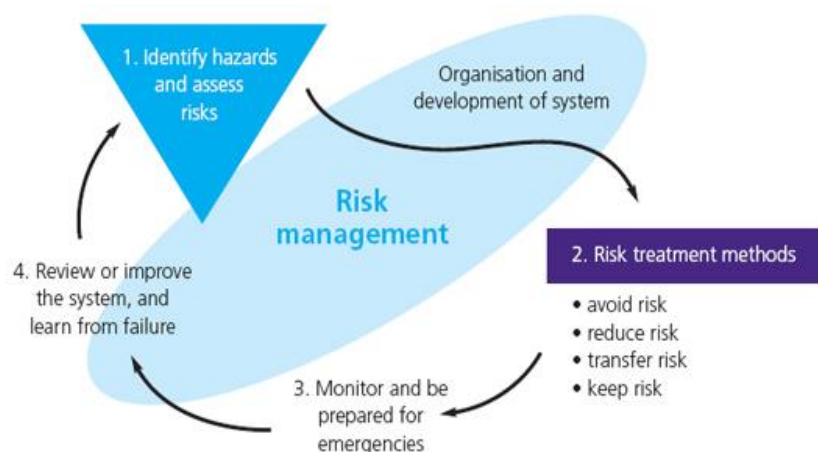 1. Identify hazards
and assess
risks
Organisation and
development of system
Risk
management
2. Risk treatment methods
• avoid risk
• reduce risk
• transfer risk
• keep risk
3. Monitor and be
prepared for
emergencies
4. Review or improve
the system, and
learn from failure